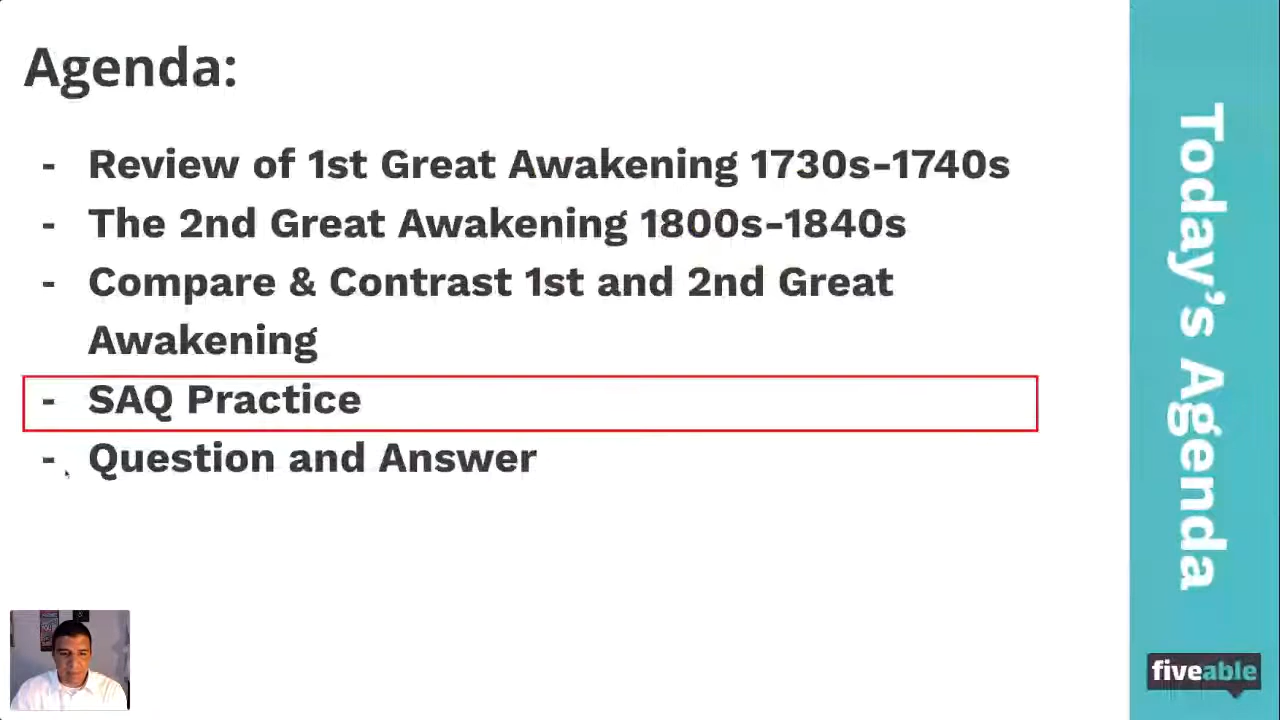 Agenda:
- Review of 1st Great Awakening 1730s-1740s
- The 2nd Great Awakening 1800s-1840s
- Compare & Contrast 1st and 2nd Great
Awakening
- SAQ Practice
- Question and Answer
Today's Agenda
fiveable